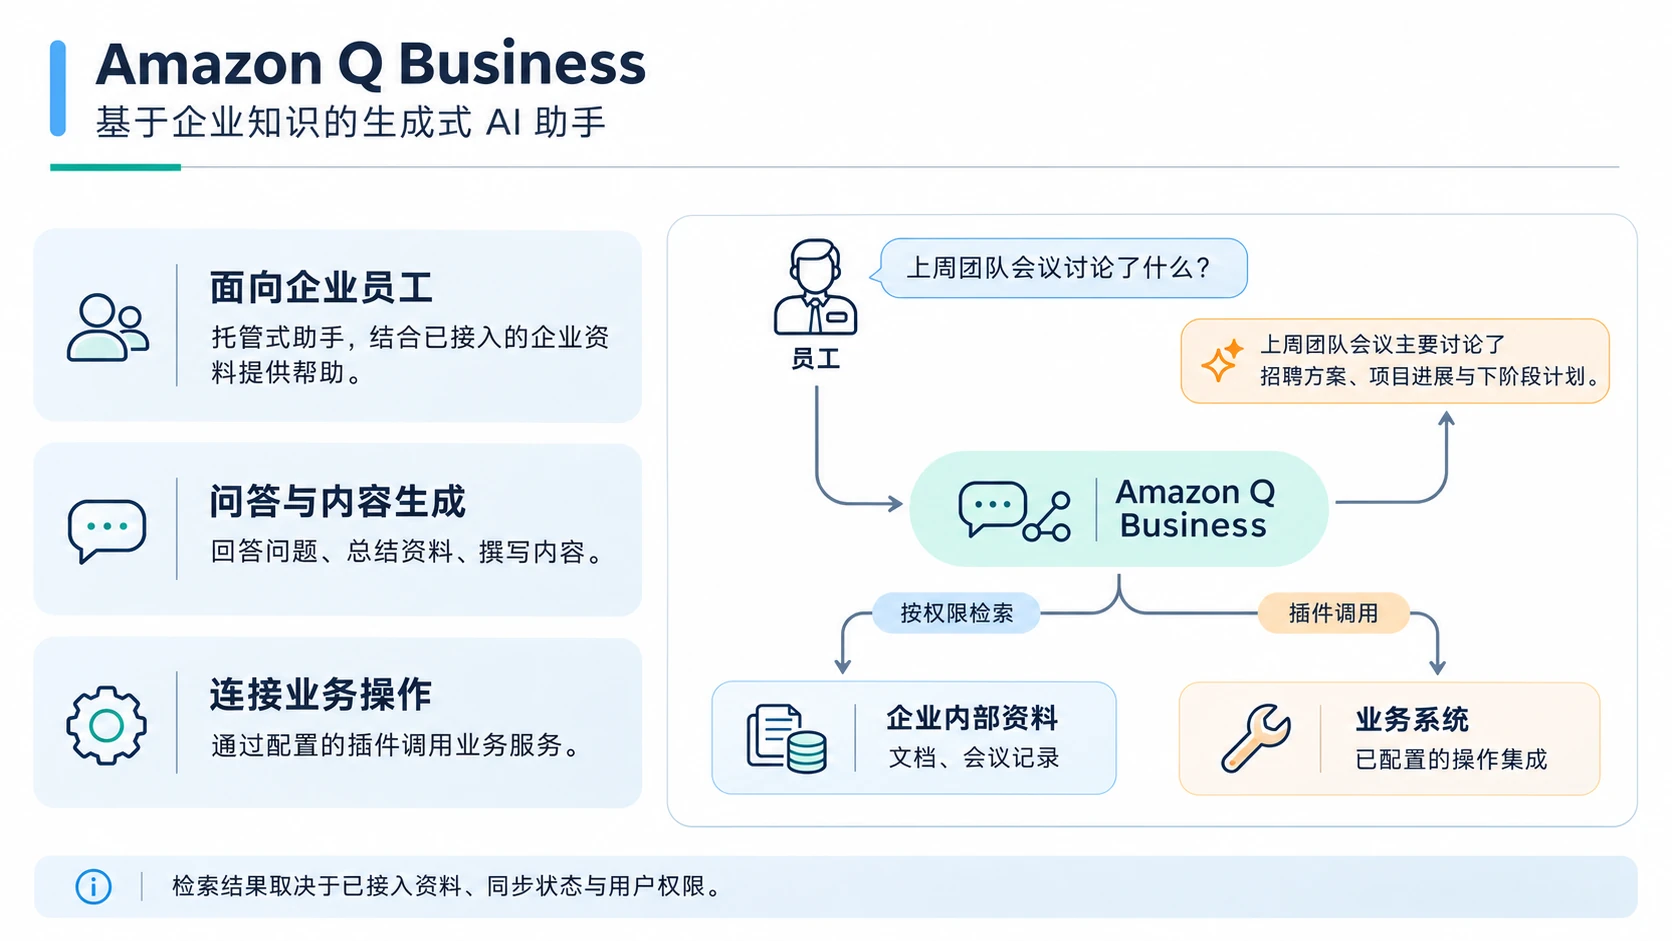 Amazon Q Business
基于企业知识的生成式 AI 助手
面向企业员工
托管式助手，结合已接入的企业资
料提供帮助。
问答与内容生成
回答问题、总结资料、撰写内容。
连接业务操作
通过配置的插件调用业务服务。
上周团队会议讨论了什么？
员工
上周团队会议主要讨论了
招聘方案、项目进展与下阶段计划。
Amazon Q
Business
按权限检索
插件调用
企业内部资料
文档、会议记录
业务系统
已配置的操作集成
检索结果取决于已接入资料、同步状态与用户权限。